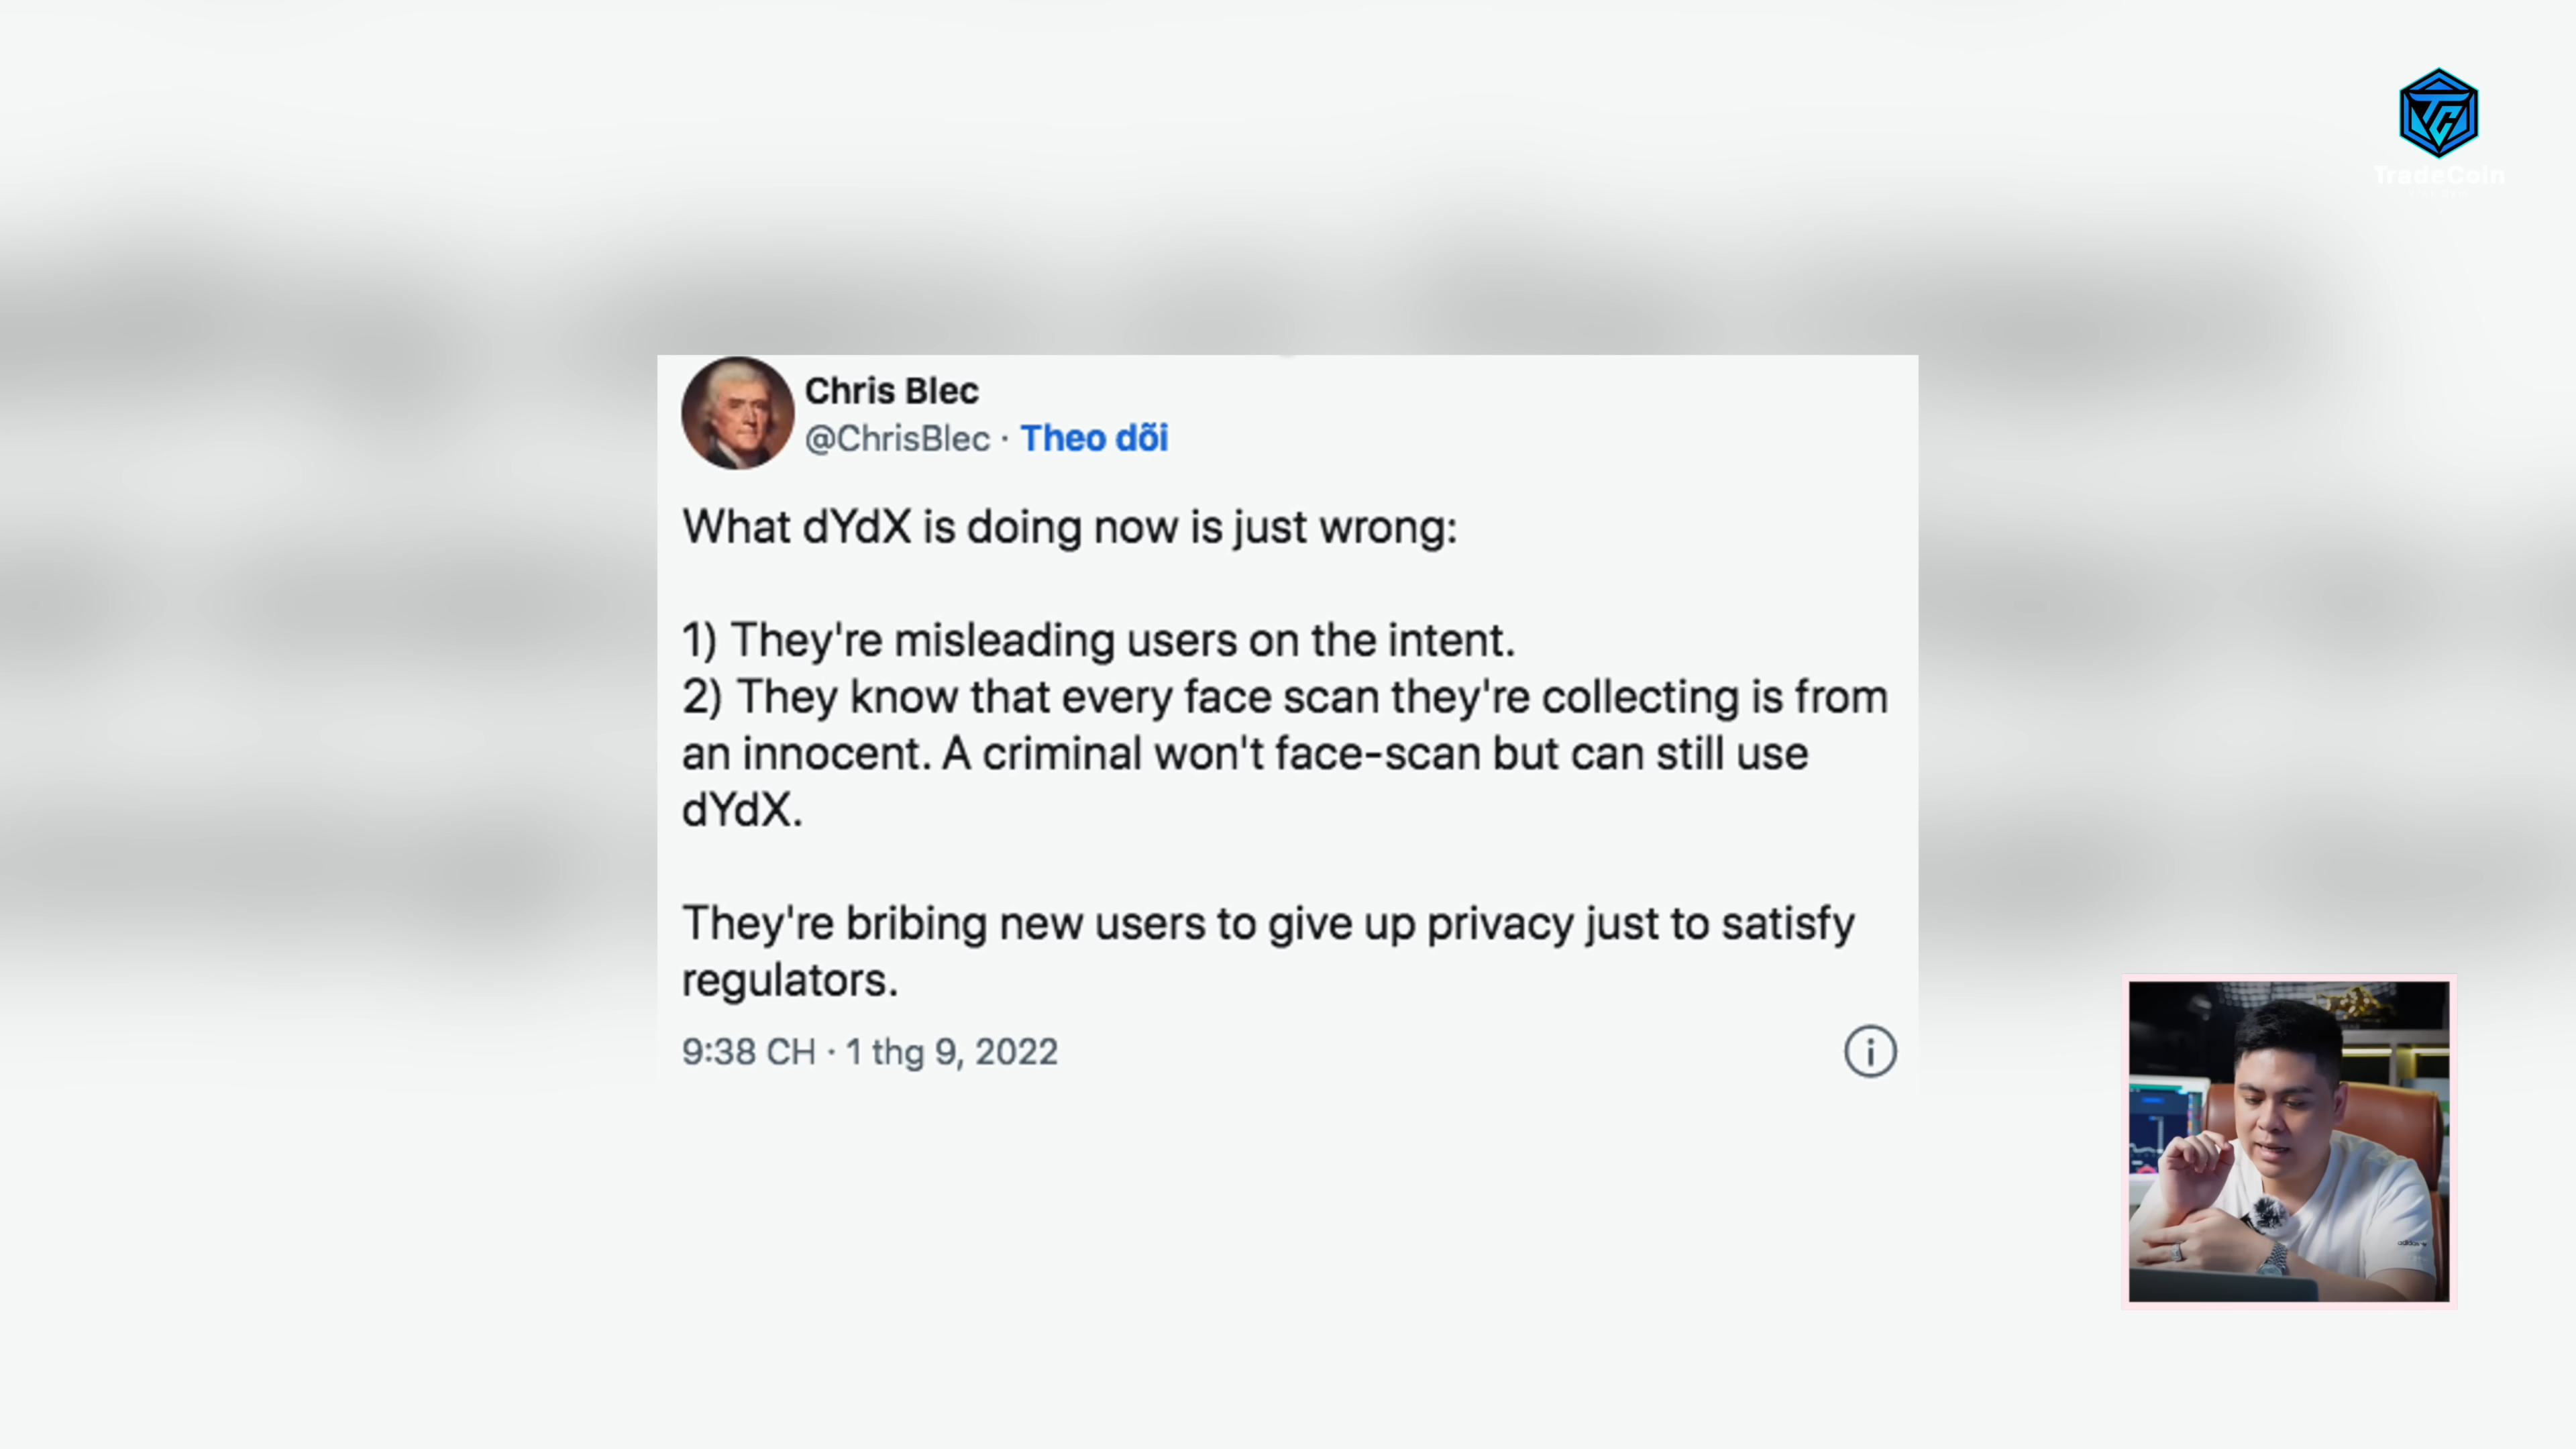 TradeCoin
Chris Blec
@ChrisBlec · Theo dõi
What dYdX is doing now is just wrong:
1) They're misleading users on the intent.
2) They know that every face scan they're collecting is from
an innocent. A criminal won't face-scan but can still use
dYdX.
They're bribing new users to give up privacy just to satisfy
regulators.
9:38 CH · 1 thg 9, 2022
adidas